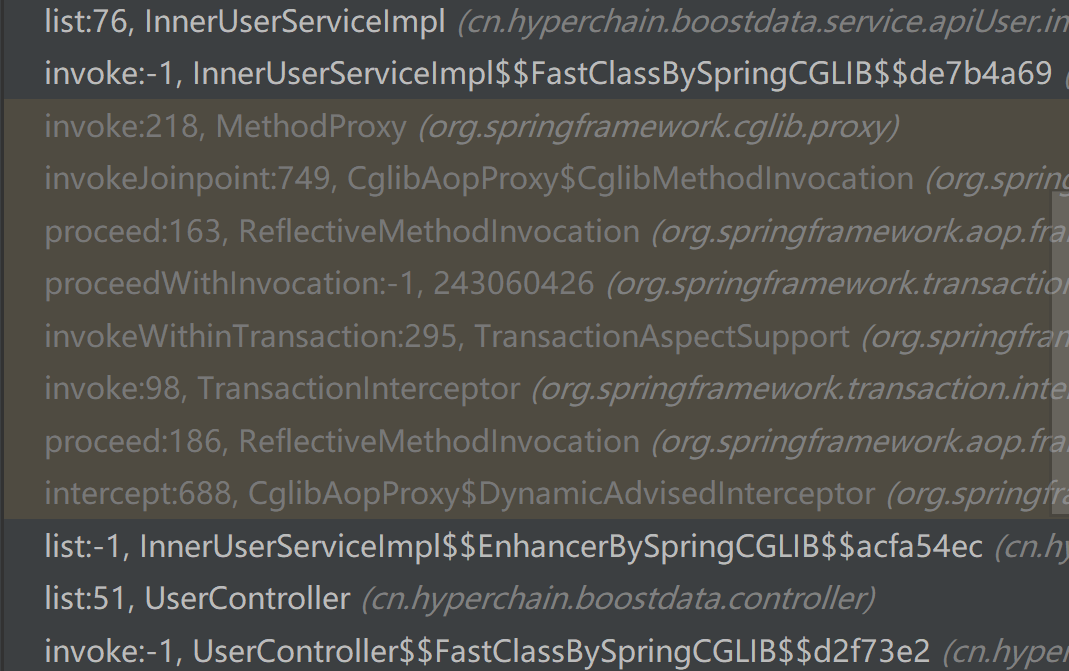 list:76, InnerUserServiceImpl (cn.hyperchain.boostdata.service.apiUser.in
invoke:-1, InnerUserServiceImpl$$FastClassBySpringCGLIB$$de7b4a69 (
invoke:218, MethodProxy (org.springframework.cglib.proxy)
invokeJoinpoint:749, CglibAopProxy$CglibMethodInvocation (org.spring
proceed:163, ReflectiveMethodInvocation (org.springframework.aop.fra
proceedWithInvocation:-1, 243060426 (org.springframework.transaction
invokeWithinTransaction:295, TransactionAspectSupport (org.springfram
invoke:98, TransactionInterceptor (org.springframework.transaction.inte
proceed:186, ReflectiveMethodInvocation (org.springframework.aop.fra
intercept:688, CglibAopProxy$DynamicAdvisedInterceptor (org.springfra
list:-1, InnerUserServiceImpl$$EnhancerBySpringCGLIB$$acfa54ec (cn.hy
list:51, UserController (cn.hyperchain.boostdata.controller)
invoke:-1, UserController$$FastClassBySpringCGLIB$$d2f73e2 (cn.hyper